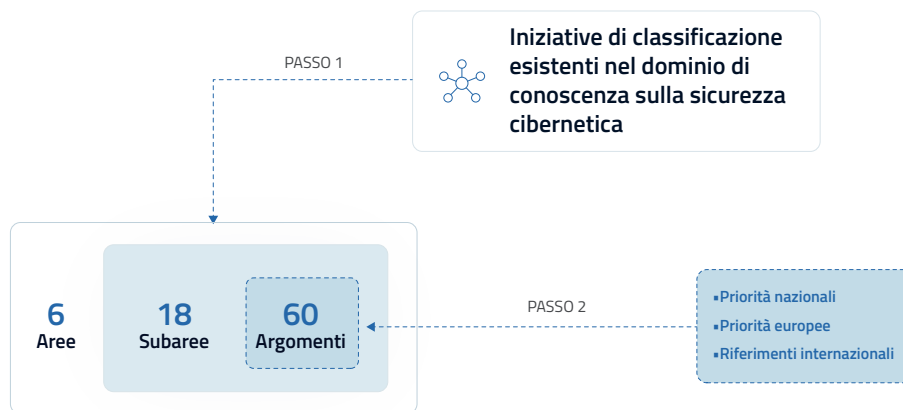 PASSO 1
Iniziative di classificazione
esistenti nel dominio di
conoscenza sulla sicurezza
cibernetica
6
Aree
18
Subaree
60
Argomenti
PASSO 2
▪Priorità nazionali
▪Priorità europee
▪Riferimenti internazionali